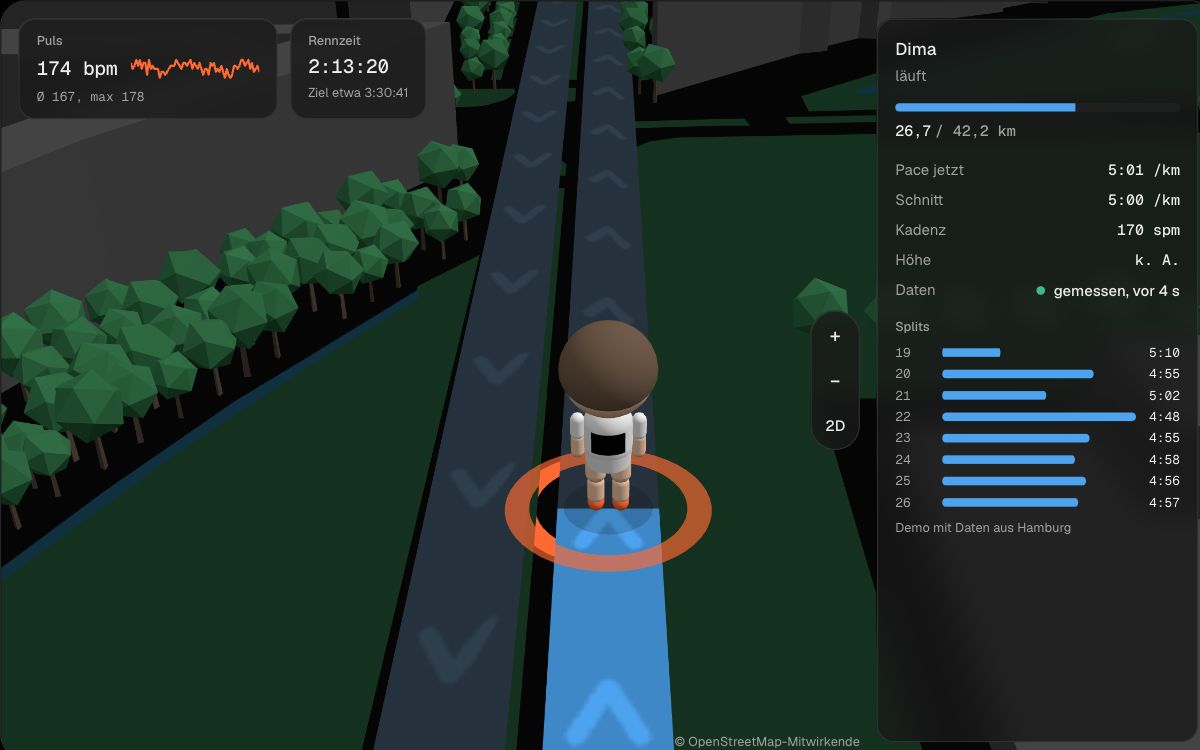 Puls
174 bpm
Ø 167, max 178
Rennzeit
2:13:20
Ziel etwa 3:30:41
Dima
läuft
26,7 / 42,2 km
Pace jetzt 5:01 /km
Schnitt 5:00 /km
Kadenz 170 spm
Höhe k. A.
Daten gemessen, vor 4 s
Splits
19 5:10
20 4:55
21 5:02
22 4:48
23 4:55
24 4:58
25 4:56
26 4:57
Demo mit Daten aus Hamburg
+
−
2D
© OpenStreetMap-Mitwirkende